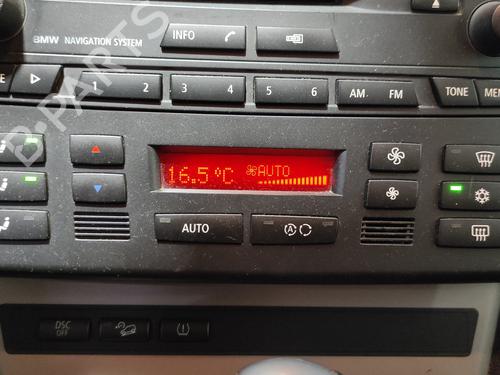 INFO
BMW NAVIGATION SYSTEM
1 2 3 4 5 6 AM FM TONE
16.5°C AUTO
AUTO A
DSC
OFF
B-PARTS